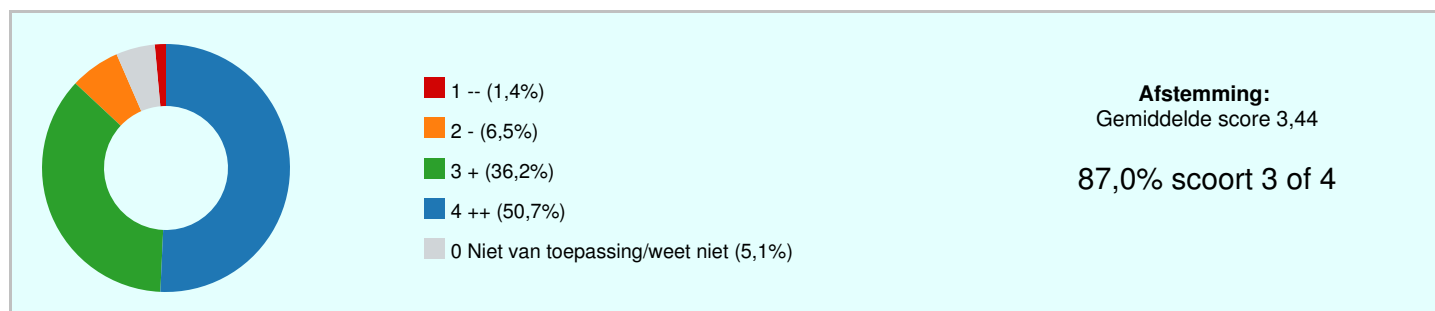 1 -- (1,4%)
2 - (6,5%)
3 + (36,2%)
4 ++ (50,7%)
0 Niet van toepassing/weet niet (5,1%)
Afstemming:
Gemiddelde score 3,44
87,0% scoort 3 of 4